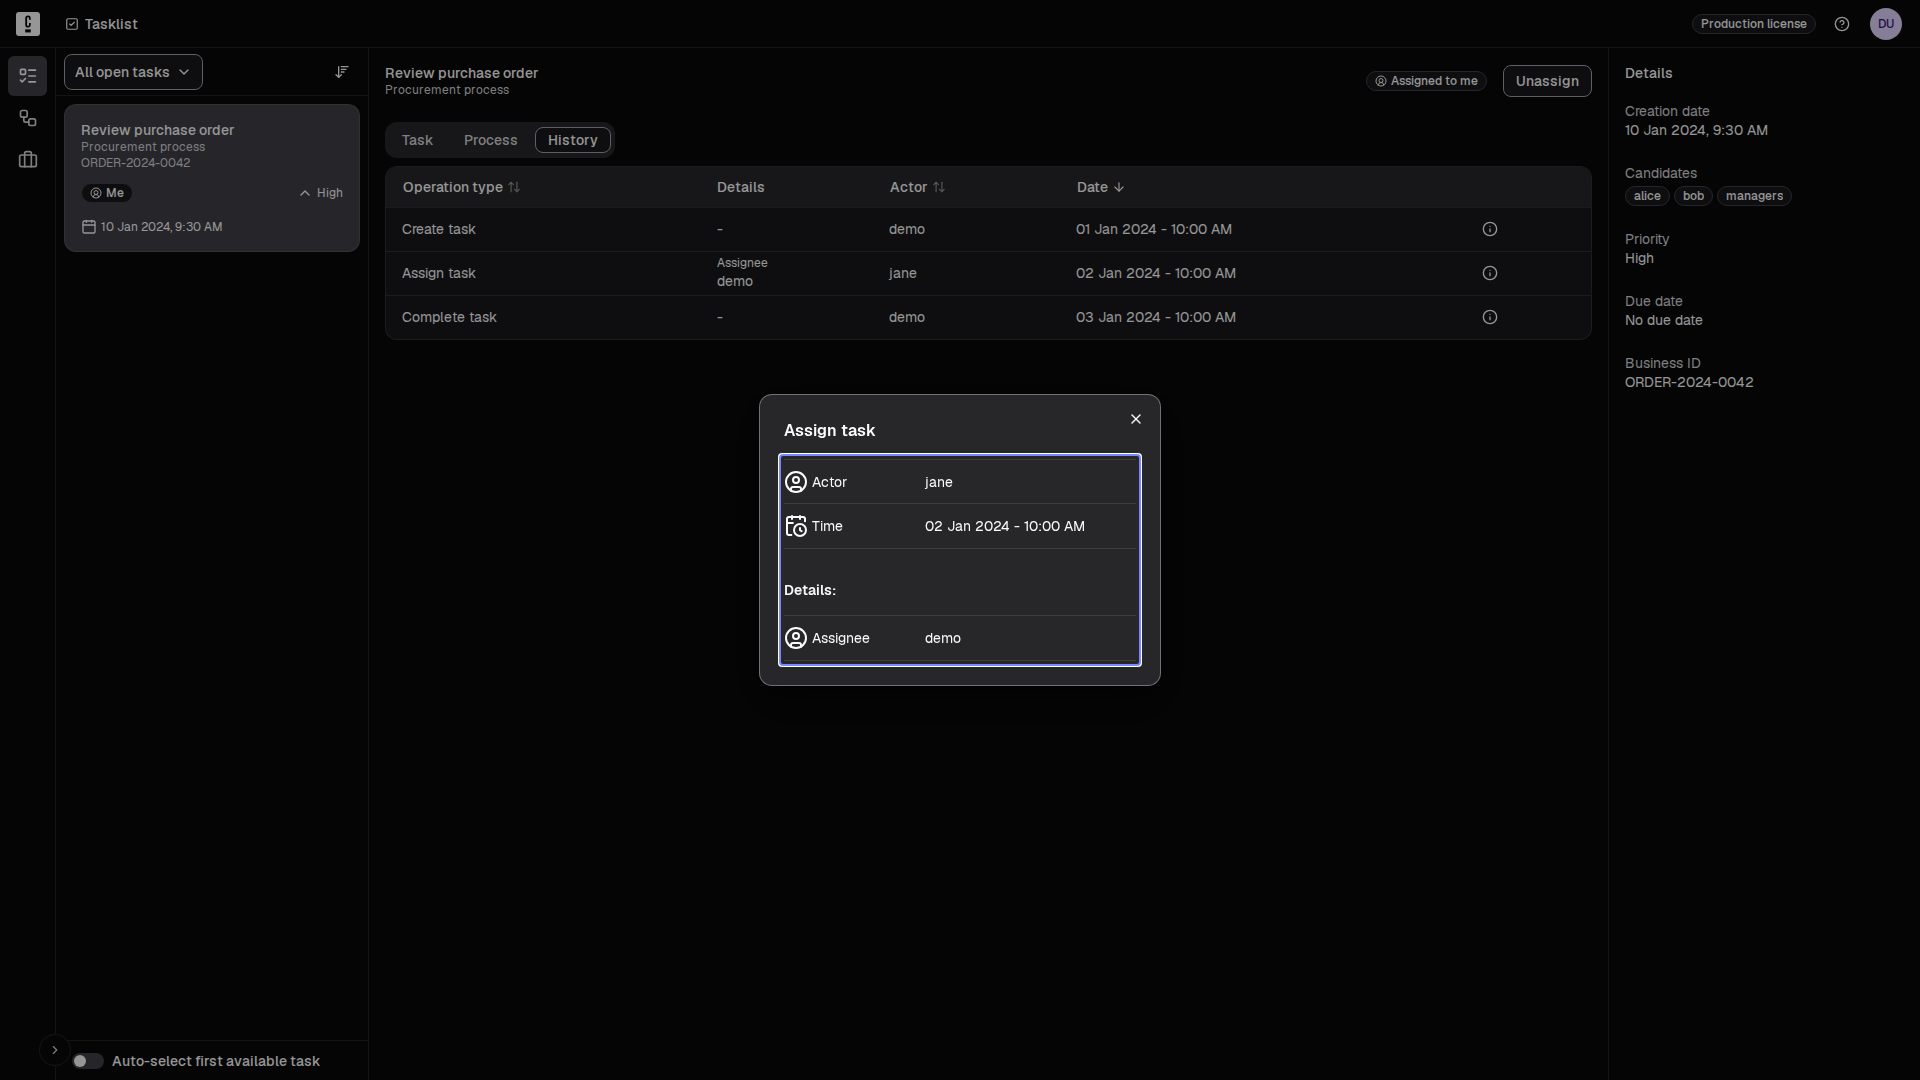 Tasklist
Production license
DU
All open tasks
Review purchase order
Procurement process
ORDER-2024-0042
Me
High
10 Jan 2024, 9:30 AM
Auto-select first available task
Review purchase order
Procurement process
Assigned to me
Unassign
Task Process History
Operation type Details Actor Date
Create task - demo 01 Jan 2024 - 10:00 AM
Assign task Assignee demo jane 02 Jan 2024 - 10:00 AM
Complete task - demo 03 Jan 2024 - 10:00 AM
Assign task
Actor jane
Time 02 Jan 2024 - 10:00 AM
Details:
Assignee demo
Details
Creation date
10 Jan 2024, 9:30 AM
Candidates
alice bob managers
Priority
High
Due date
No due date
Business ID
ORDER-2024-0042